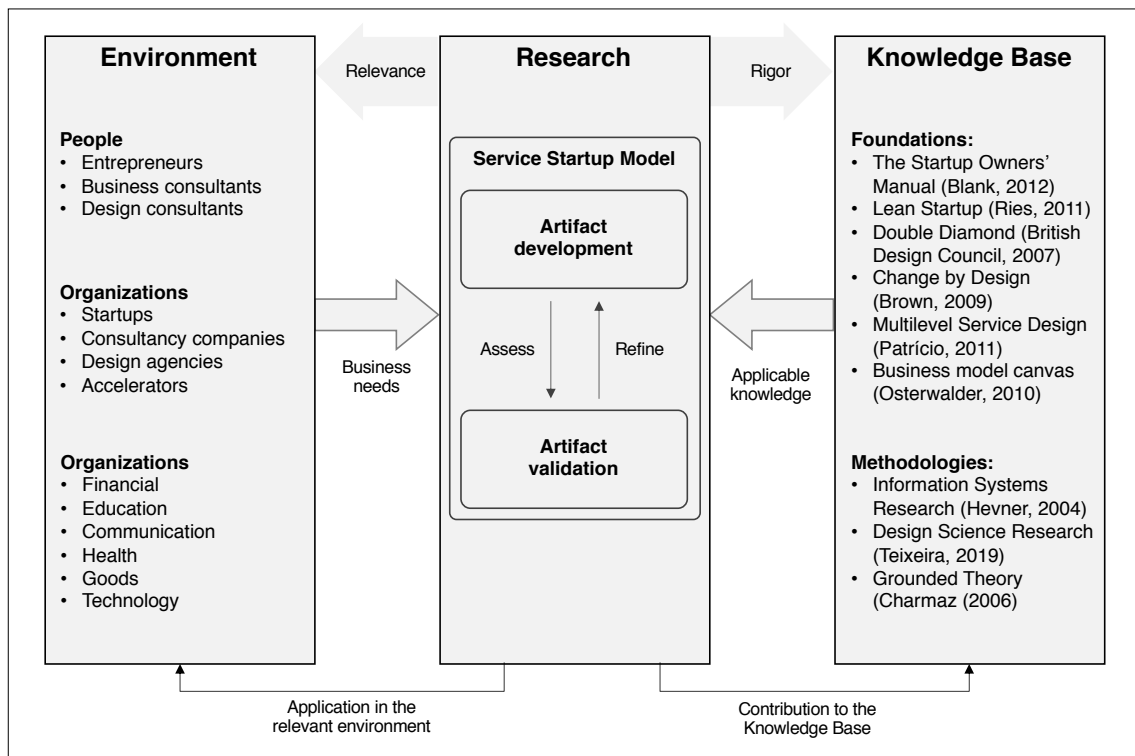 Environment
People
• Entrepreneurs
• Business consultants
• Design consultants
Organizations
• Startups
• Consultancy companies
• Design agencies
• Accelerators
Organizations
• Financial
• Education
• Communication
• Health
• Goods
• Technology
Relevance
Business
needs
Research
Service Startup Model
Artifact
development
Assess
Refine
Artifact
validation
Rigor
Applicable
knowledge
Knowledge Base
Foundations:
• The Startup Owners’
Manual (Blank, 2012)
• Lean Startup (Ries, 2011)
• Double Diamond (British
Design Council, 2007)
• Change by Design
(Brown, 2009)
• Multilevel Service Design
(Patrício, 2011)
• Business model canvas
(Osterwalder, 2010)
Methodologies:
• Information Systems
Research (Hevner, 2004)
• Design Science Research
(Teixeira, 2019)
• Grounded Theory
(Charmaz (2006)
Application in the
relevant environment
Contribution to the
Knowledge Base